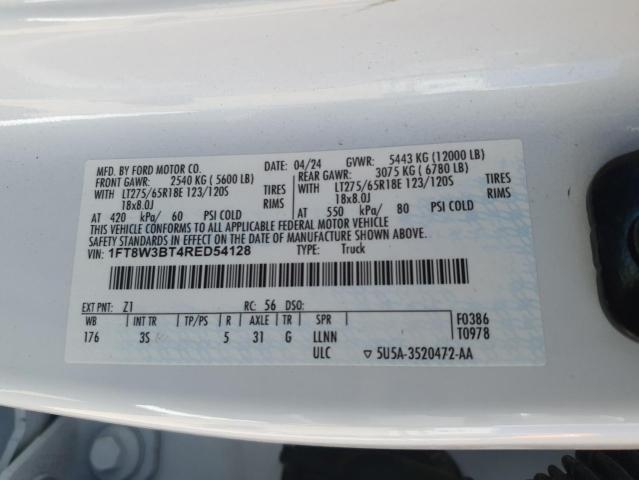 MFD. BY FORD MOTOR CO. 04/24 GVWR: 5443 KG (12000 LB)
FRONT GAWR: 2540 KG (5600 LB) REAR GAWR: 3075 KG (6780 LB)
WITH LT275/65R18E 123/120S TIRES WITH LT275/65R18E 123/120S TIRES
18x8.0J RIMS 18x8.0J RIMS
AT 420 kPa/ 60 PSI COLD AT 550 kPa/ 80 PSI COLD
THIS VEHICLE CONFORMS TO ALL APPLICABLE FEDERAL MOTOR VEHICLE
SAFETY STANDARDS IN EFFECT ON THE DATE OF MANUFACTURE SHOWN ABOVE.
VIN: 1FT8W3BT4RED54128 TYPE: Truck
EXT PNT: Z1 RC: 56 DSO:
WB INT TR TP/PS R AXLE TR SPR F0386
176 3S 5 31 G LLNN T0978
ULC 5U5A-3520472-AA